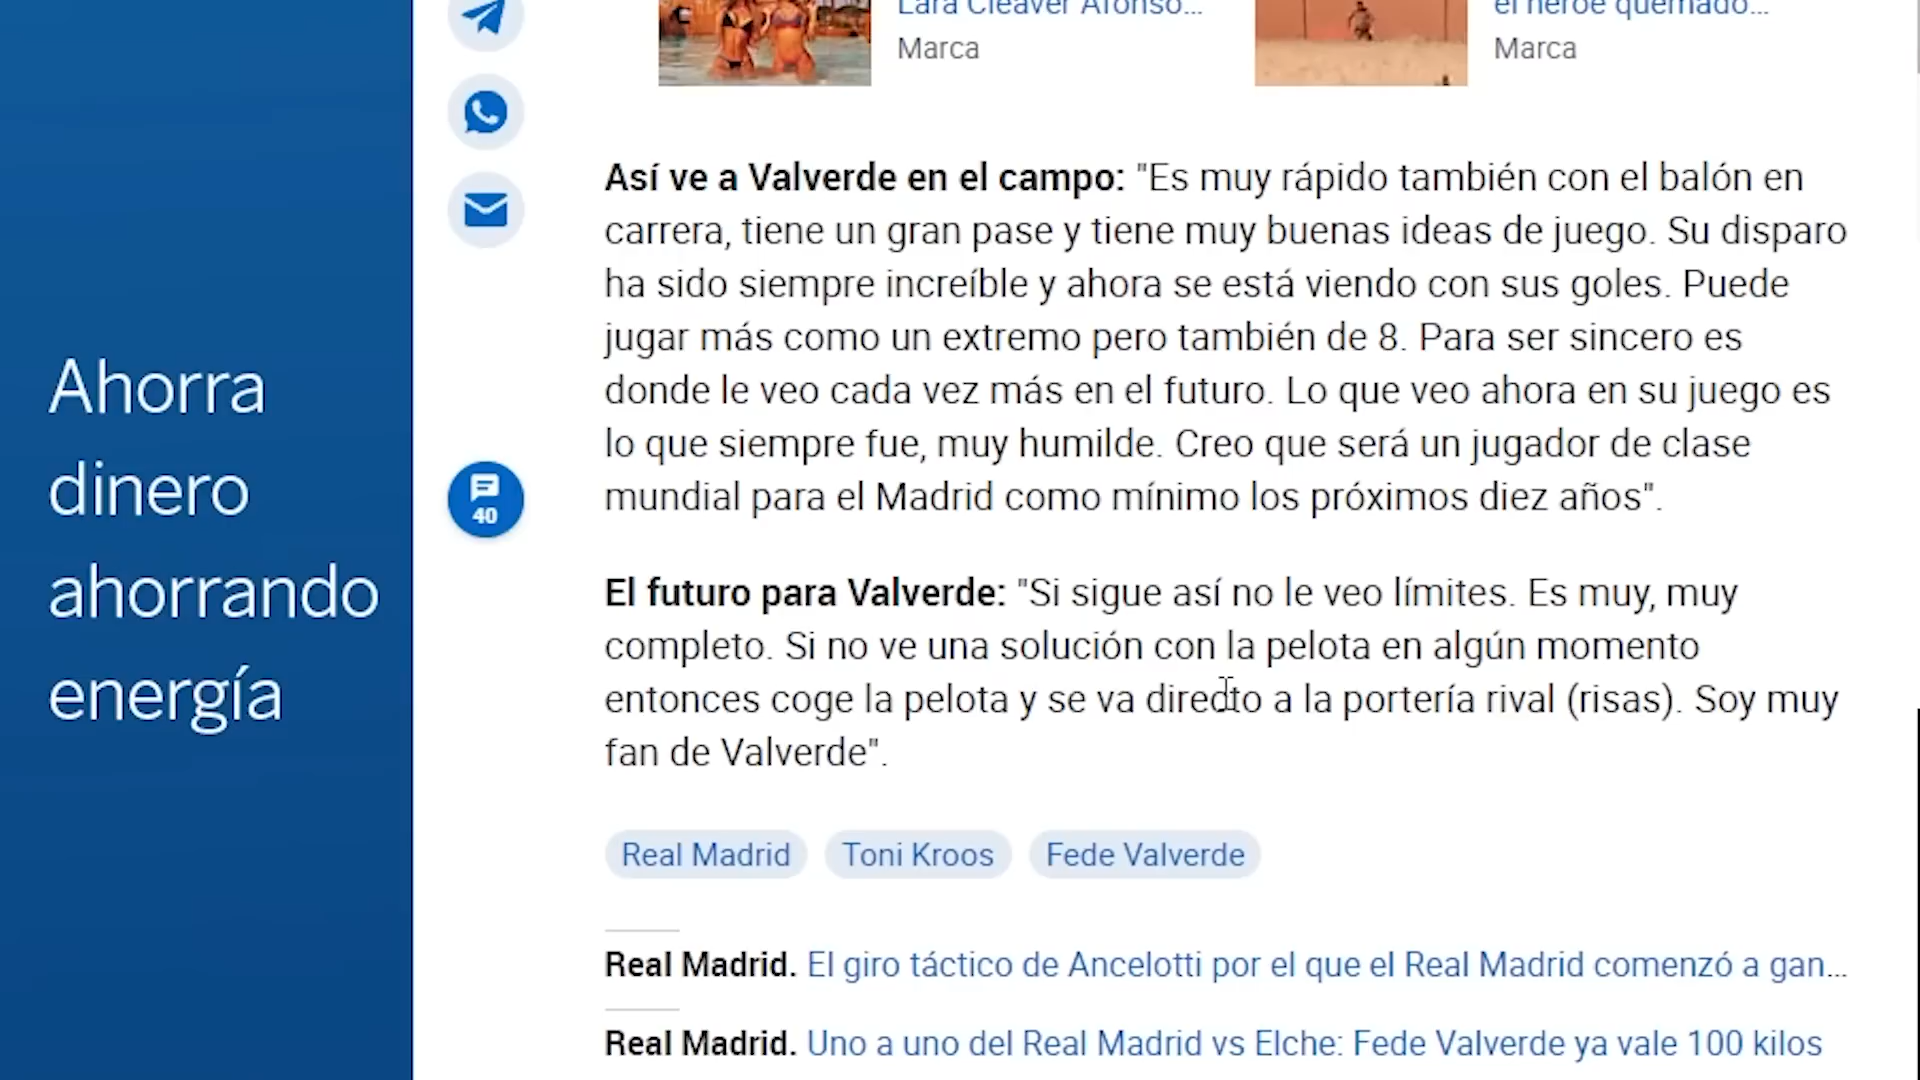 Lara Cleaver Afonso...
Marca
el héroe quemado...
Marca
Ahorra
dinero
ahorrando
energía
40
Así ve a Valverde en el campo: "Es muy rápido también con el balón en
carrera, tiene un gran pase y tiene muy buenas ideas de juego. Su disparo
ha sido siempre increíble y ahora se está viendo con sus goles. Puede
jugar más como un extremo pero también de 8. Para ser sincero es
donde le veo cada vez más en el futuro. Lo que veo ahora en su juego es
lo que siempre fue, muy humilde. Creo que será un jugador de clase
mundial para el Madrid como mínimo los próximos diez años".
El futuro para Valverde: "Si sigue así no le veo límites. Es muy, muy
completo. Si no ve una solución con la pelota en algún momento
entonces coge la pelota y se va directo a la portería rival (risas). Soy muy
fan de Valverde".
Real Madrid Toni Kroos Fede Valverde
Real Madrid. El giro táctico de Ancelotti por el que el Real Madrid comenzó a gan...
Real Madrid. Uno a uno del Real Madrid vs Elche: Fede Valverde ya vale 100 kilos